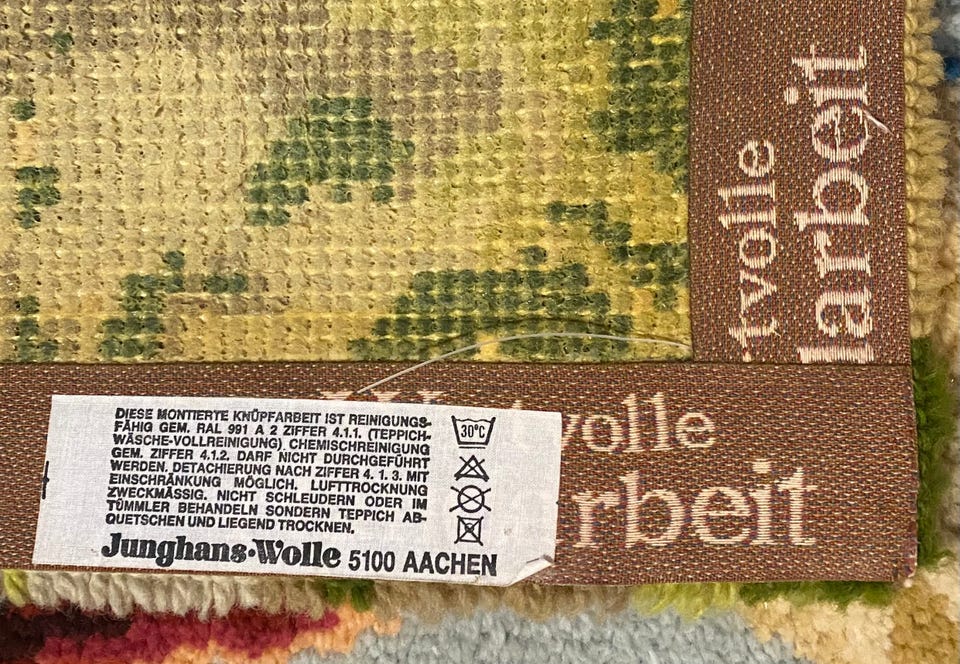 tvolle
larbeit
W tvolle
rbeit
DIESE MONTIERTE KNÜPFARBEIT IST REINIGUNGS-
FÄHIG GEM. RAL 991 A 2 ZIFFER 4.1.1. (TEPPICH-
WÄSCHE-VOLLREINIGUNG). CHEMISCHREINIGUNG
GEM. ZIFFER 4.1.2. DARF NICHT DURCHGEFÜHRT
WERDEN. DETACHIERUNG NACH ZIFFER 4. 1. 3. MIT
EINSCHRÄNKUNG MÖGLICH. LUFTTROCKNUNG
ZWECKMÄSSIG. NICHT SCHLEUDERN ODER IM
TÜMMLER BEHANDELN SONDERN TEPPICH AB-
QUETSCHEN UND LIEGEND TROCKNEN.
30°C
Junghans·Wolle 5100 AACHEN